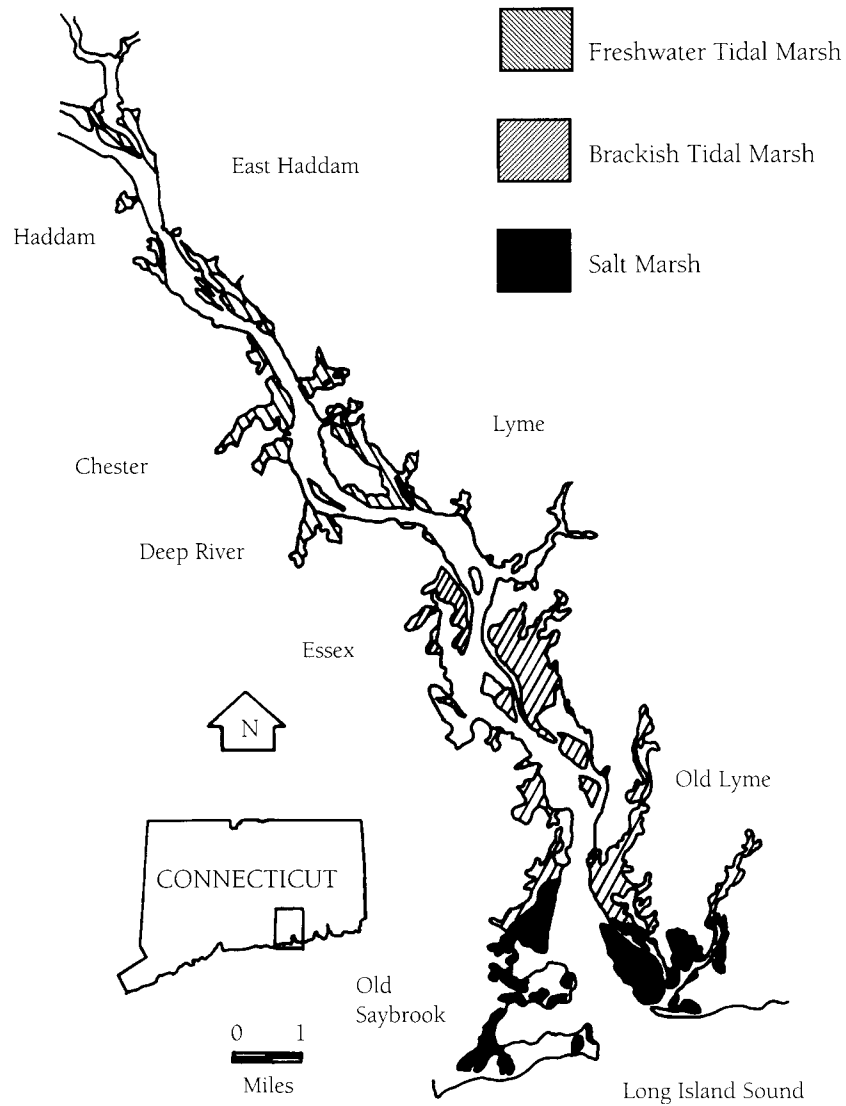 Freshwater Tidal Marsh
Brackish Tidal Marsh
East Haddam
Haddam
Salt Marsh
Lyme
Chester
Deep River
Essex
N
Old Lyme
CONNECTICUT
Old
Saybrook
0 1
Miles
Long Island Sound